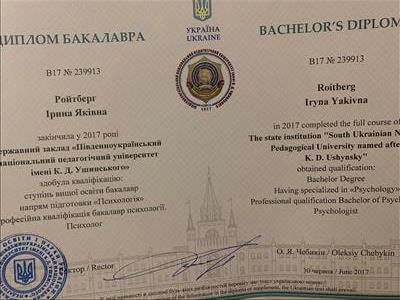 ДИПЛОМ БАКАЛАВРА
В17 № 239913
Ройтберг
Ірина Яківна
закінчила у 2017 році
державний заклад «Південноукраїнський
національний педагогічний університет
імені К. Д. Ушинського»
здобула кваліфікацію:
ступінь вищої освіти бакалавр
напрям підготовки «Психологія»
професійна кваліфікація бакалавр психології.
Психолог
Rector
УКРАЇНА
UKRAINE
1817
BACHELOR'S DIPLOM
B17 № 239913
Roitberg
Iryna Yakivna
in 2017 completed the full course of
The state institution "South Ukrainian N
Pedagogical University named after
K. D. Ushynsky"
obtained qualification:
Bachelor Degree
Having specialized in «Psychology»
Professional qualification Bachelor of Psyc
Psychologist
О. Я. Чебикін / Oleksiy Chebykin
30 червня / June 2017